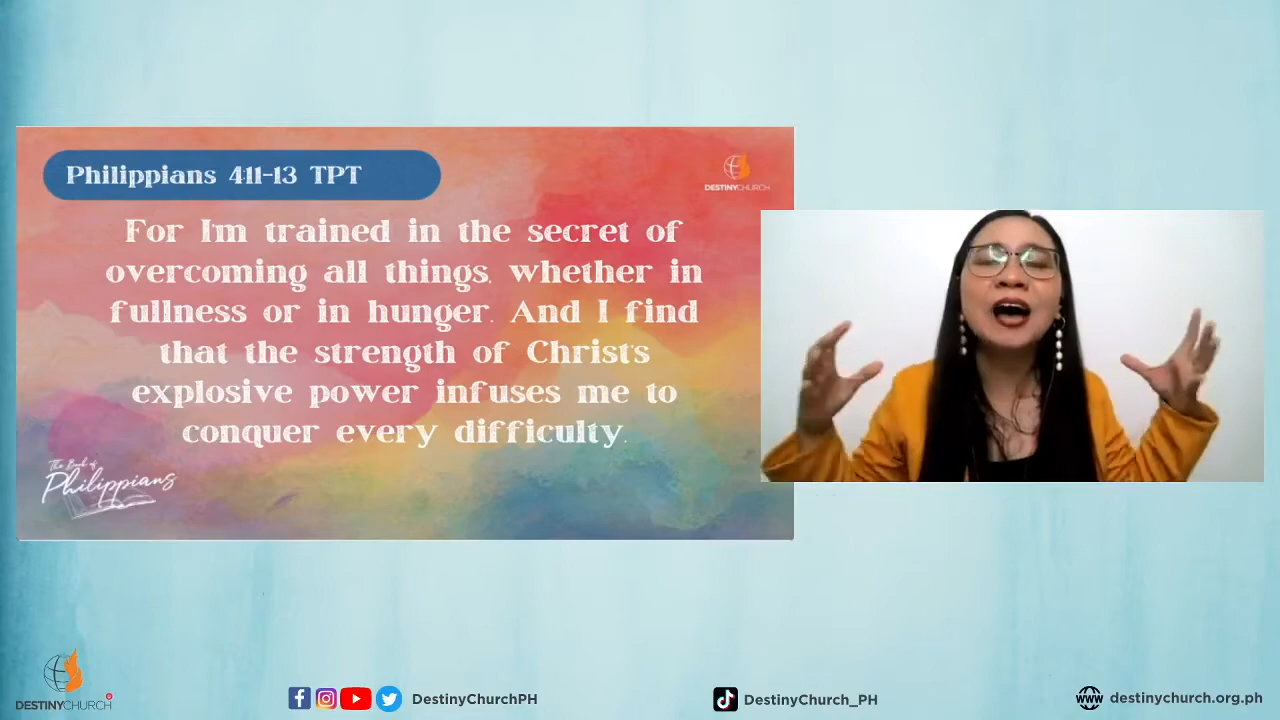 Philippians 4:11-13 TPT
DESTINYCHURCH
For I'm trained in the secret of
overcoming all things, whether in
fullness or in hunger. And I find
that the strength of Christ's
explosive power infuses me to
conquer every difficulty.
The Book of
Philippians
DESTINYCHURCH
DestinyChurchPH
DestinyChurch_PH
www
destinychurch.org.ph